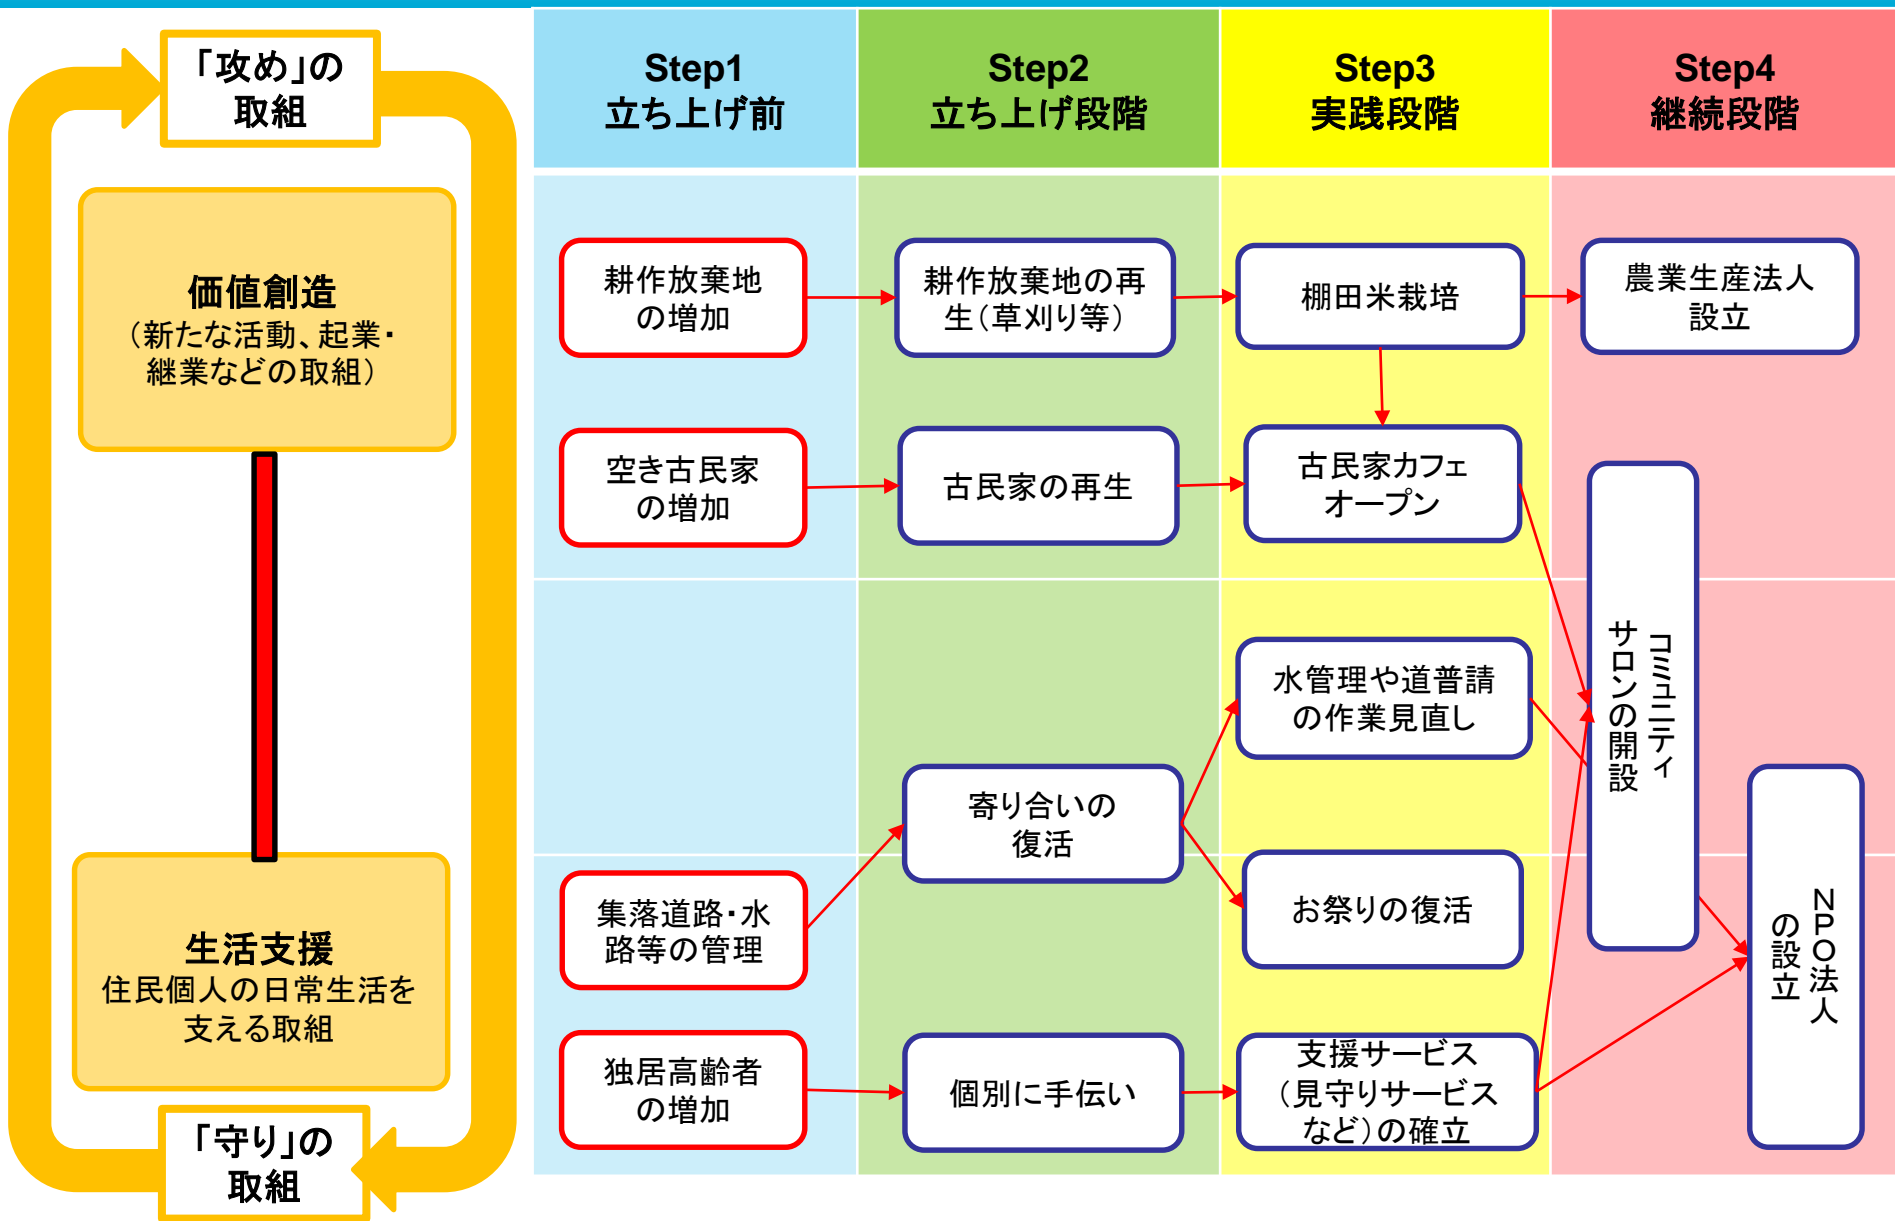 「攻め」の
取組
価値創造
（新たな活動、起業・
継業などの取組）
生活支援
住民個人の日常生活を
支える取組
「守り」の
取組
Step1
立ち上げ前
Step2
立ち上げ段階
Step3
実践段階
Step4
継続段階
耕作放棄地
の増加
耕作放棄地の再
生（草刈り等）
棚田米栽培
農業生産法人
設立
空き古民家
の増加
古民家の再生
古民家カフェ
オープン
コミュニティ
サロンの開設
水管理や道普請
の作業見直し
寄り合いの
復活
集落道路・水
路等の管理
お祭りの復活
ＮＰＯ法人
の設立
独居高齢者
の増加
個別に手伝い
支援サービス
（見守りサービス
など）の確立